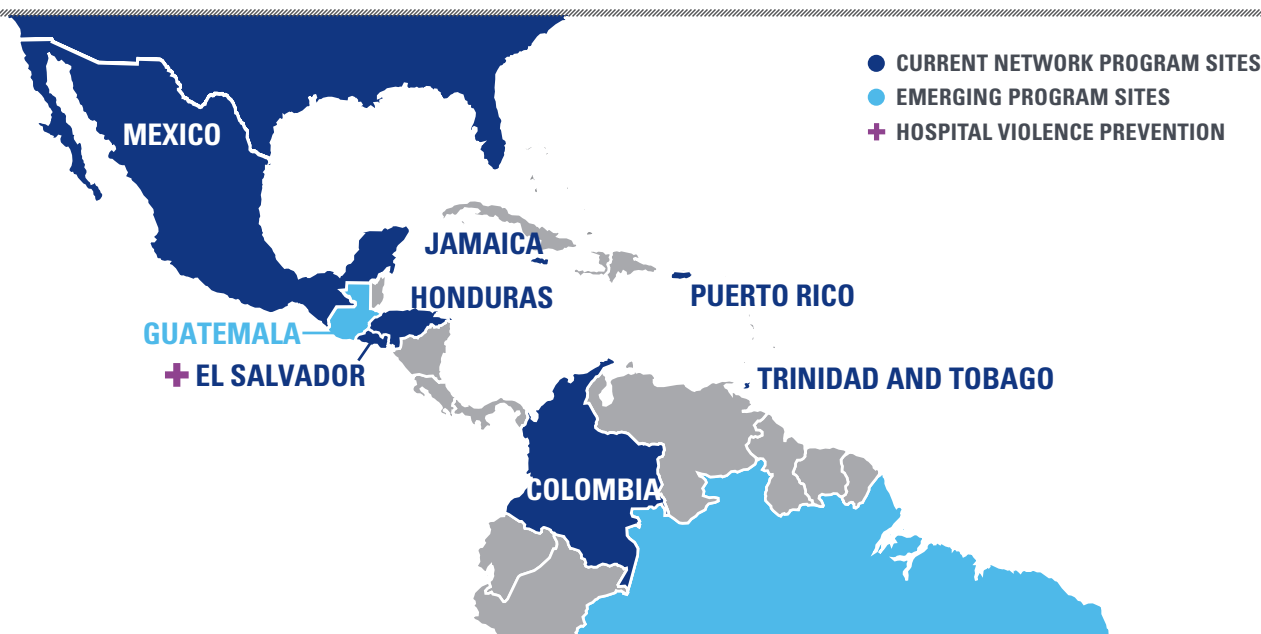 CURRENT NETWORK PROGRAM SITES
EMERGING PROGRAM SITES
HOSPITAL VIOLENCE PREVENTION
MEXICO
JAMAICA
HONDURAS
PUERTO RICO
GUATEMALA
EL SALVADOR
TRINIDAD AND TOBAGO
COLOMBIA